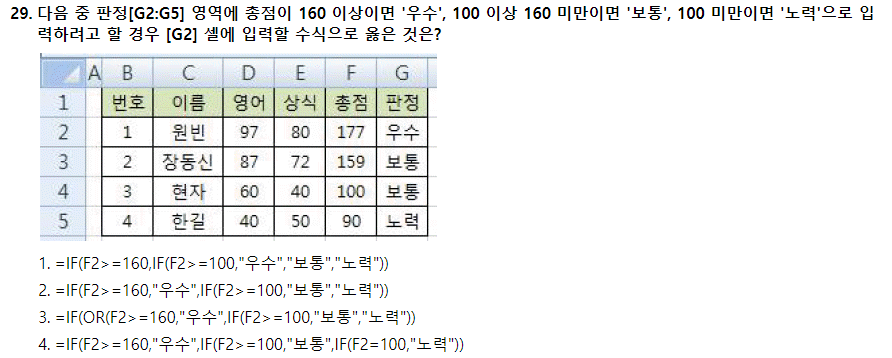 29. 다음 중 판정[G2:G5] 영역에 총점이 160 이상이면 '우수', 100 이상 160 미만이면 '보통', 100 미만이면 '노력'으로 입
력하려고 할 경우 [G2] 셀에 입력할 수식으로 옳은 것은?
A B C D E F G
1 번호 이름 영어 상식 총점 판정
2 1 원빈 97 80 177 우수
3 2 장동신 87 72 159 보통
4 3 현자 60 40 100 보통
5 4 한길 40 50 90 노력
1. =IF(F2>=160,IF(F2>=100,"우수","보통","노력"))
2. =IF(F2>=160,"우수",IF(F2>=100,"보통","노력"))
3. =IF(OR(F2>=160,"우수",IF(F2>=100,"보통","노력"))
4. =IF(F2>=160,"우수",IF(F2>=100,"보통",IF(F2=100,"노력"))